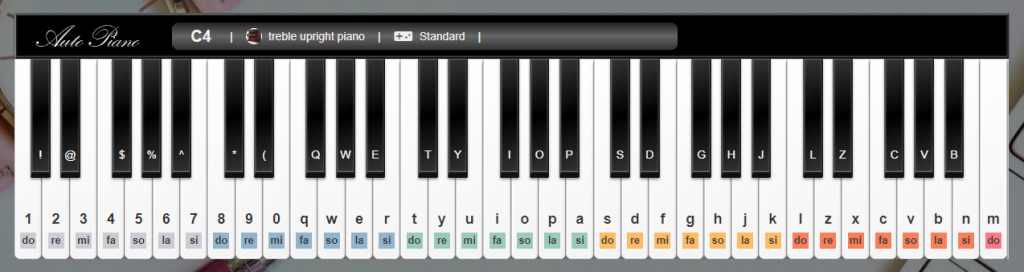 Auto Piano C4 | treble upright piano | Standard |
! @ $ % ^ * ( Q W E T Y I O P S D G H J L Z C V B
1 2 3 4 5 6 7 8 9 0 q w e r t y u i o p a s d f g h j k l z x c v b n m
do re mi fa so la si do re mi fa so la si do re mi fa so la si do re mi fa so la si do re mi fa so la si do